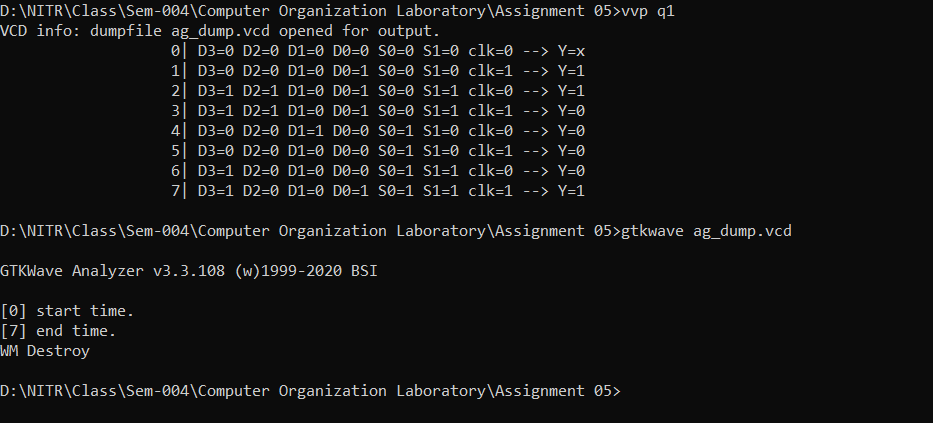 D:\NITR\Class\Sem-004\Computer Organization Laboratory\Assignment 05>vvp q1
VCD info: dumpfile ag_dump.vcd opened for output.
0| D3=0 D2=0 D1=0 D0=0 S0=0 S1=0 clk=0 --> Y=x
1| D3=0 D2=0 D1=0 D0=1 S0=0 S1=0 clk=1 --> Y=1
2| D3=1 D2=1 D1=0 D0=1 S0=0 S1=1 clk=0 --> Y=1
3| D3=1 D2=1 D1=0 D0=1 S0=0 S1=1 clk=1 --> Y=0
4| D3=0 D2=0 D1=1 D0=0 S0=1 S1=0 clk=0 --> Y=0
5| D3=0 D2=0 D1=0 D0=0 S0=1 S1=0 clk=1 --> Y=0
6| D3=1 D2=0 D1=0 D0=1 S0=1 S1=1 clk=0 --> Y=0
7| D3=1 D2=0 D1=0 D0=1 S0=1 S1=1 clk=1 --> Y=1
D:\NITR\Class\Sem-004\Computer Organization Laboratory\Assignment 05>gtkwave ag_dump.vcd
GTKWave Analyzer v3.3.108 (w)1999-2020 BSI
[0] start time.
[7] end time.
WM Destroy
D:\NITR\Class\Sem-004\Computer Organization Laboratory\Assignment 05>